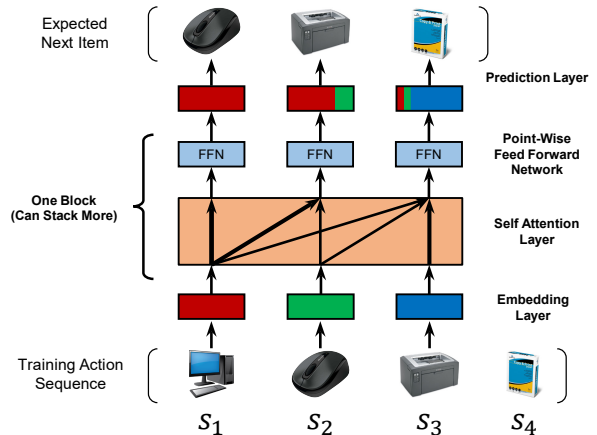 Expected
Next Item
Prediction Layer
FFN
FFN
FFN
Point-Wise
Feed Forward
Network
One Block
(Can Stack More)
Self Attention
Layer
Embedding
Layer
Training Action
Sequence
s₁
s₂
s₃
s₄